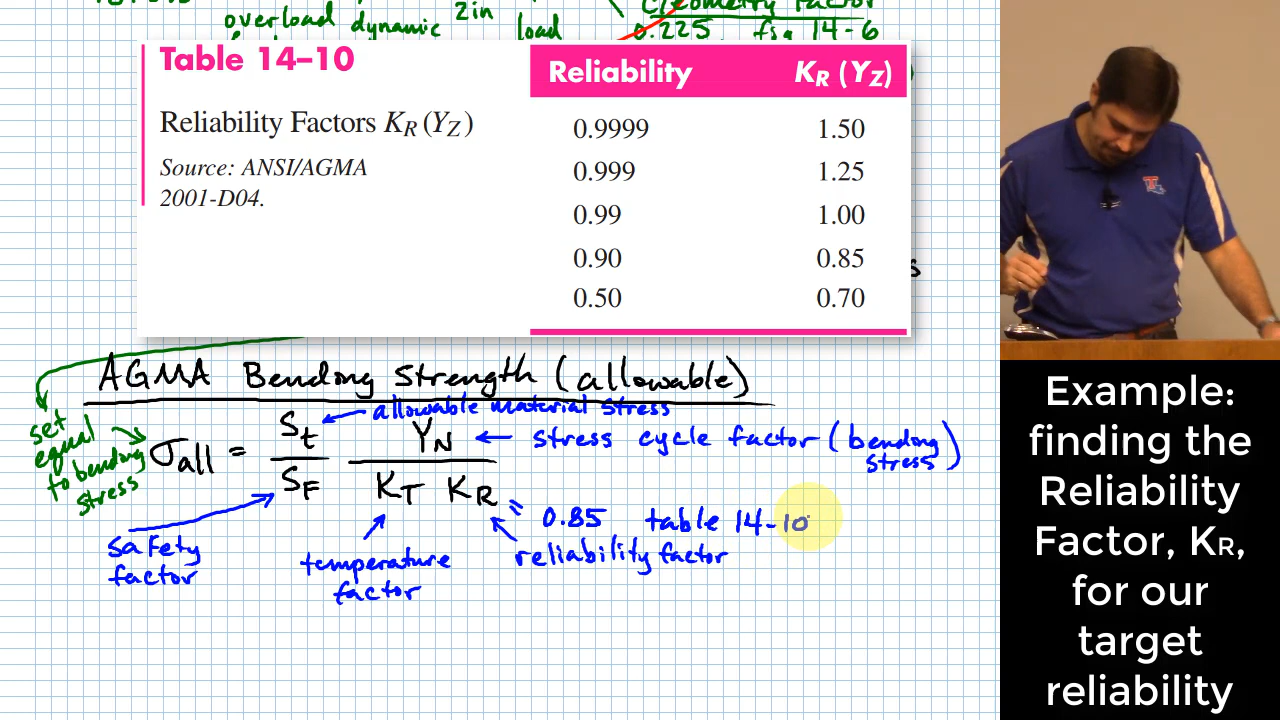 Geometry Factor
overload dynamic 2in load 0.225 fig 14-6
Table 14–10
Reliability Factors KR (YZ)
Source: ANSI/AGMA
2001-D04.
Reliability KR (YZ)
0.9999 1.50
0.999 1.25
0.99 1.00
0.90 0.85
0.50 0.70
AGMA Bending Strength (allowable)
set equal to bending stress
σall = St YN
SF KT KR
allowable material stress
stress cycle factor (bending stress)
= 0.85 table 14-10
safety factor
temperature factor
reliability factor
Example:
finding the
Reliability
Factor, KR,
for our
target
reliability